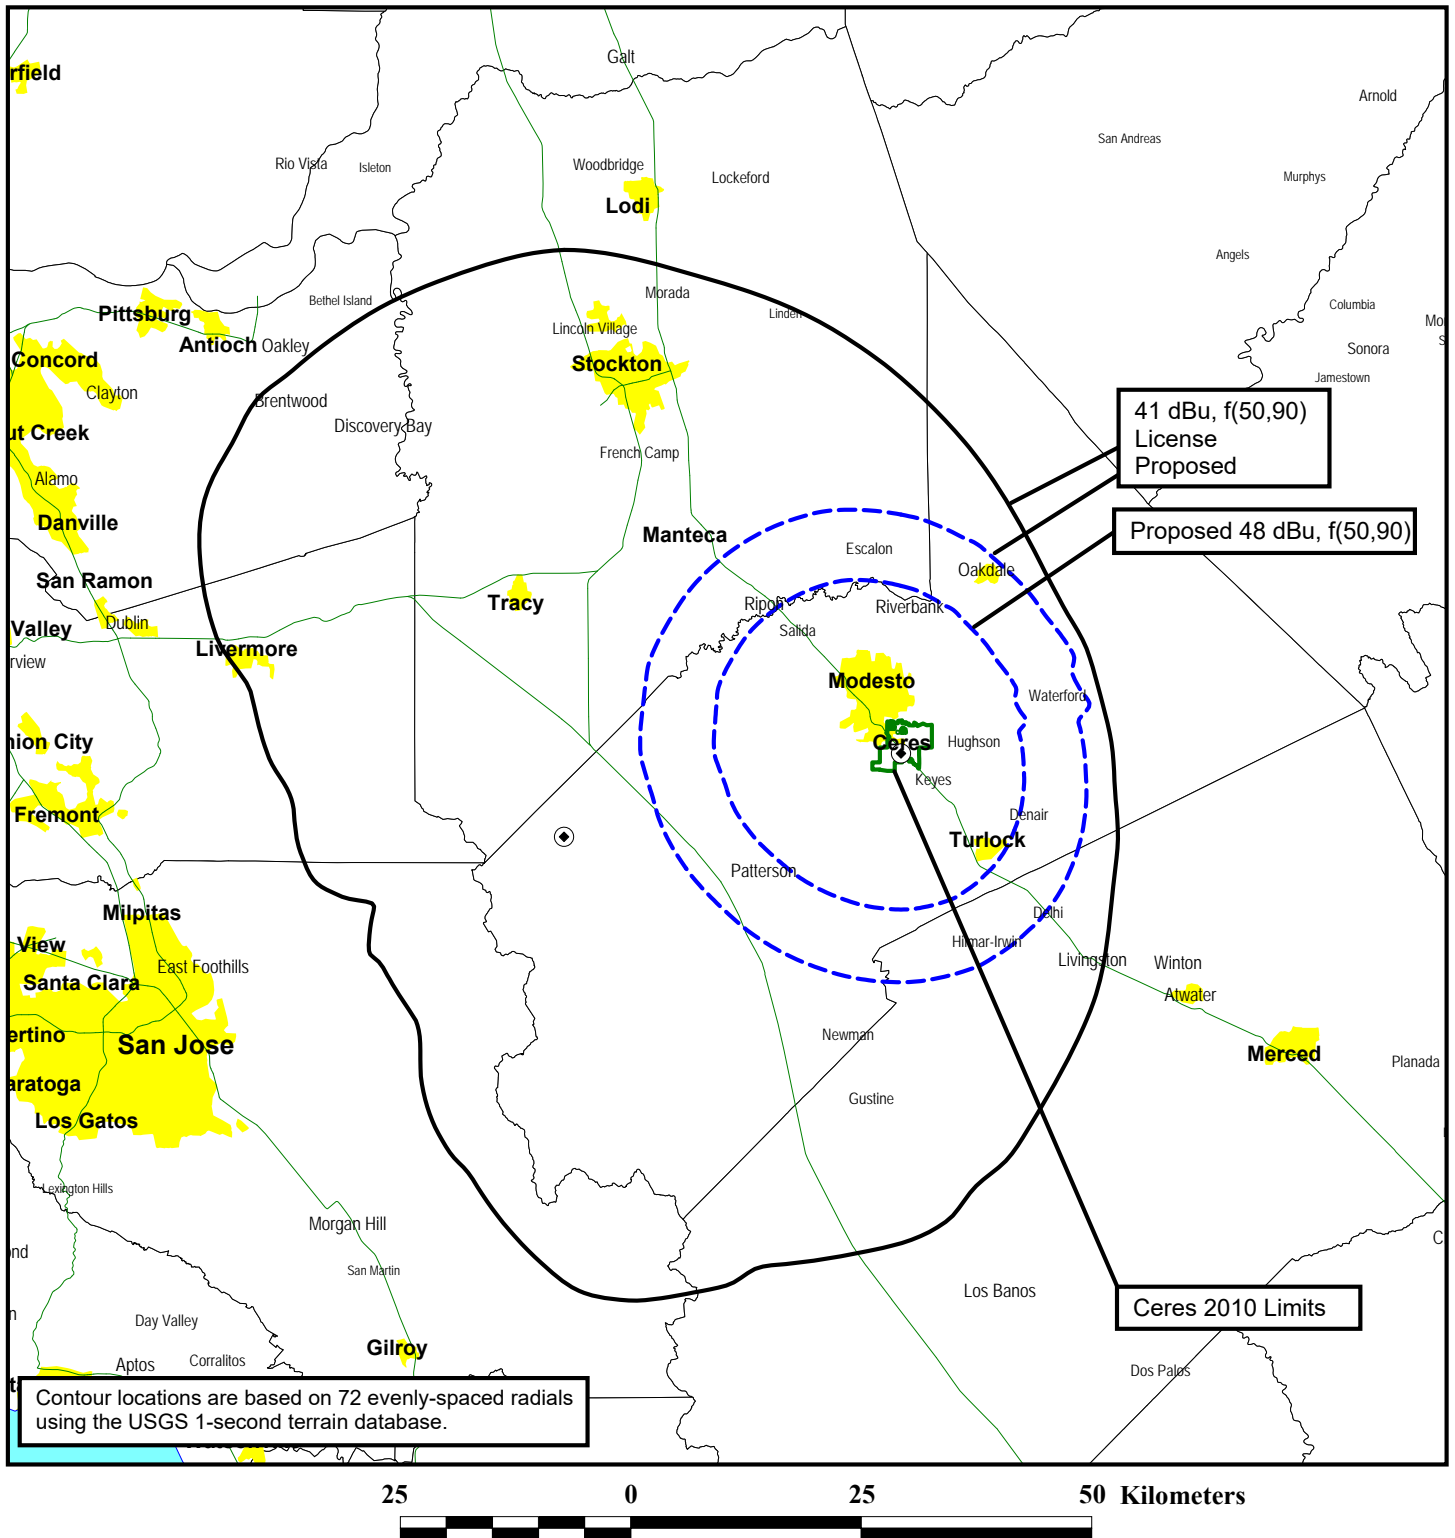 Galt
rfield
Arnold
San Andreas
Rio Vista
Isleton
Woodbridge
Lockeford
Murphys
Lodi
Angels
Bethel Island
Morada
Columbia
Pittsburg
Linden
Mo
Lincoln Village
S
Antioch
Oakley
Sonora
Concord
Stockton
Jamestown
Clayton
Brentwood
41 dBu, f(50,90)
License
Proposed
Discovery Bay
ut Creek
French Camp
Alamo
Danville
Manteca
Proposed 48 dBu, f(50,90)
Escalon
San Ramon
Oakdale
Tracy
Ripon
Riverbank
Dublin
Valley
Salida
Livermore
rview
Modesto
Waterford
nion City
Ceres
Hughson
Keyes
Fremont
Denair
Turlock
Patterson
Milpitas
Delhi
View
Hilmar-Irwin
East Foothills
Livingston
Winton
Santa Clara
Atwater
ertino
San Jose
Newman
Merced
Planada
aratoga
Gustine
Los Gatos
Lexington Hills
Morgan Hill
ond
C
San Martin
Los Banos
Ceres 2010 Limits
n
Day Valley
Gilroy
Aptos
Corralitos
Dos Palos
Contour locations are based on 72 evenly-spaced radials
using the USGS 1-second terrain database.
25 0 25 50 Kilometers